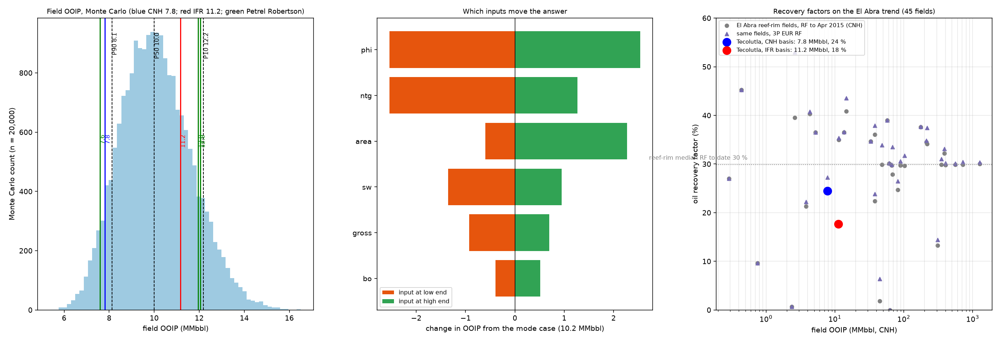 Field OOIP, Monte Carlo (blue CNH 7.8; red IFR 11.2; green Petrel Robertson)
Monte Carlo count (n = 20,000)
800
600
400
200
0
P90 8.1
P50 10.0
P10 12.2
7.6
7.8
11.2
6
8
10
12
14
16
field OOIP (MMbbl)
Which inputs move the answer
phi
ntg
area
sw
gross
bo
input at low end
input at high end
−2
−1
0
1
2
change in OOIP from the mode case (10.2 MMbbl)
Recovery factors on the El Abra trend (45 fields)
El Abra reef-rim fields, RF to Apr 2015 (CNH)
same fields, 3P EUR RF
Tecolutla, CNH basis: 7.8 MMbbl, 24 %
Tecolutla, IFR basis: 11.2 MMbbl, 18 %
oil recovery factor (%)
60
50
40
30
20
10
0
reef-rim median RF to date 30 %
10⁰
10¹
10²
10³
field OOIP (MMbbl, CNH)